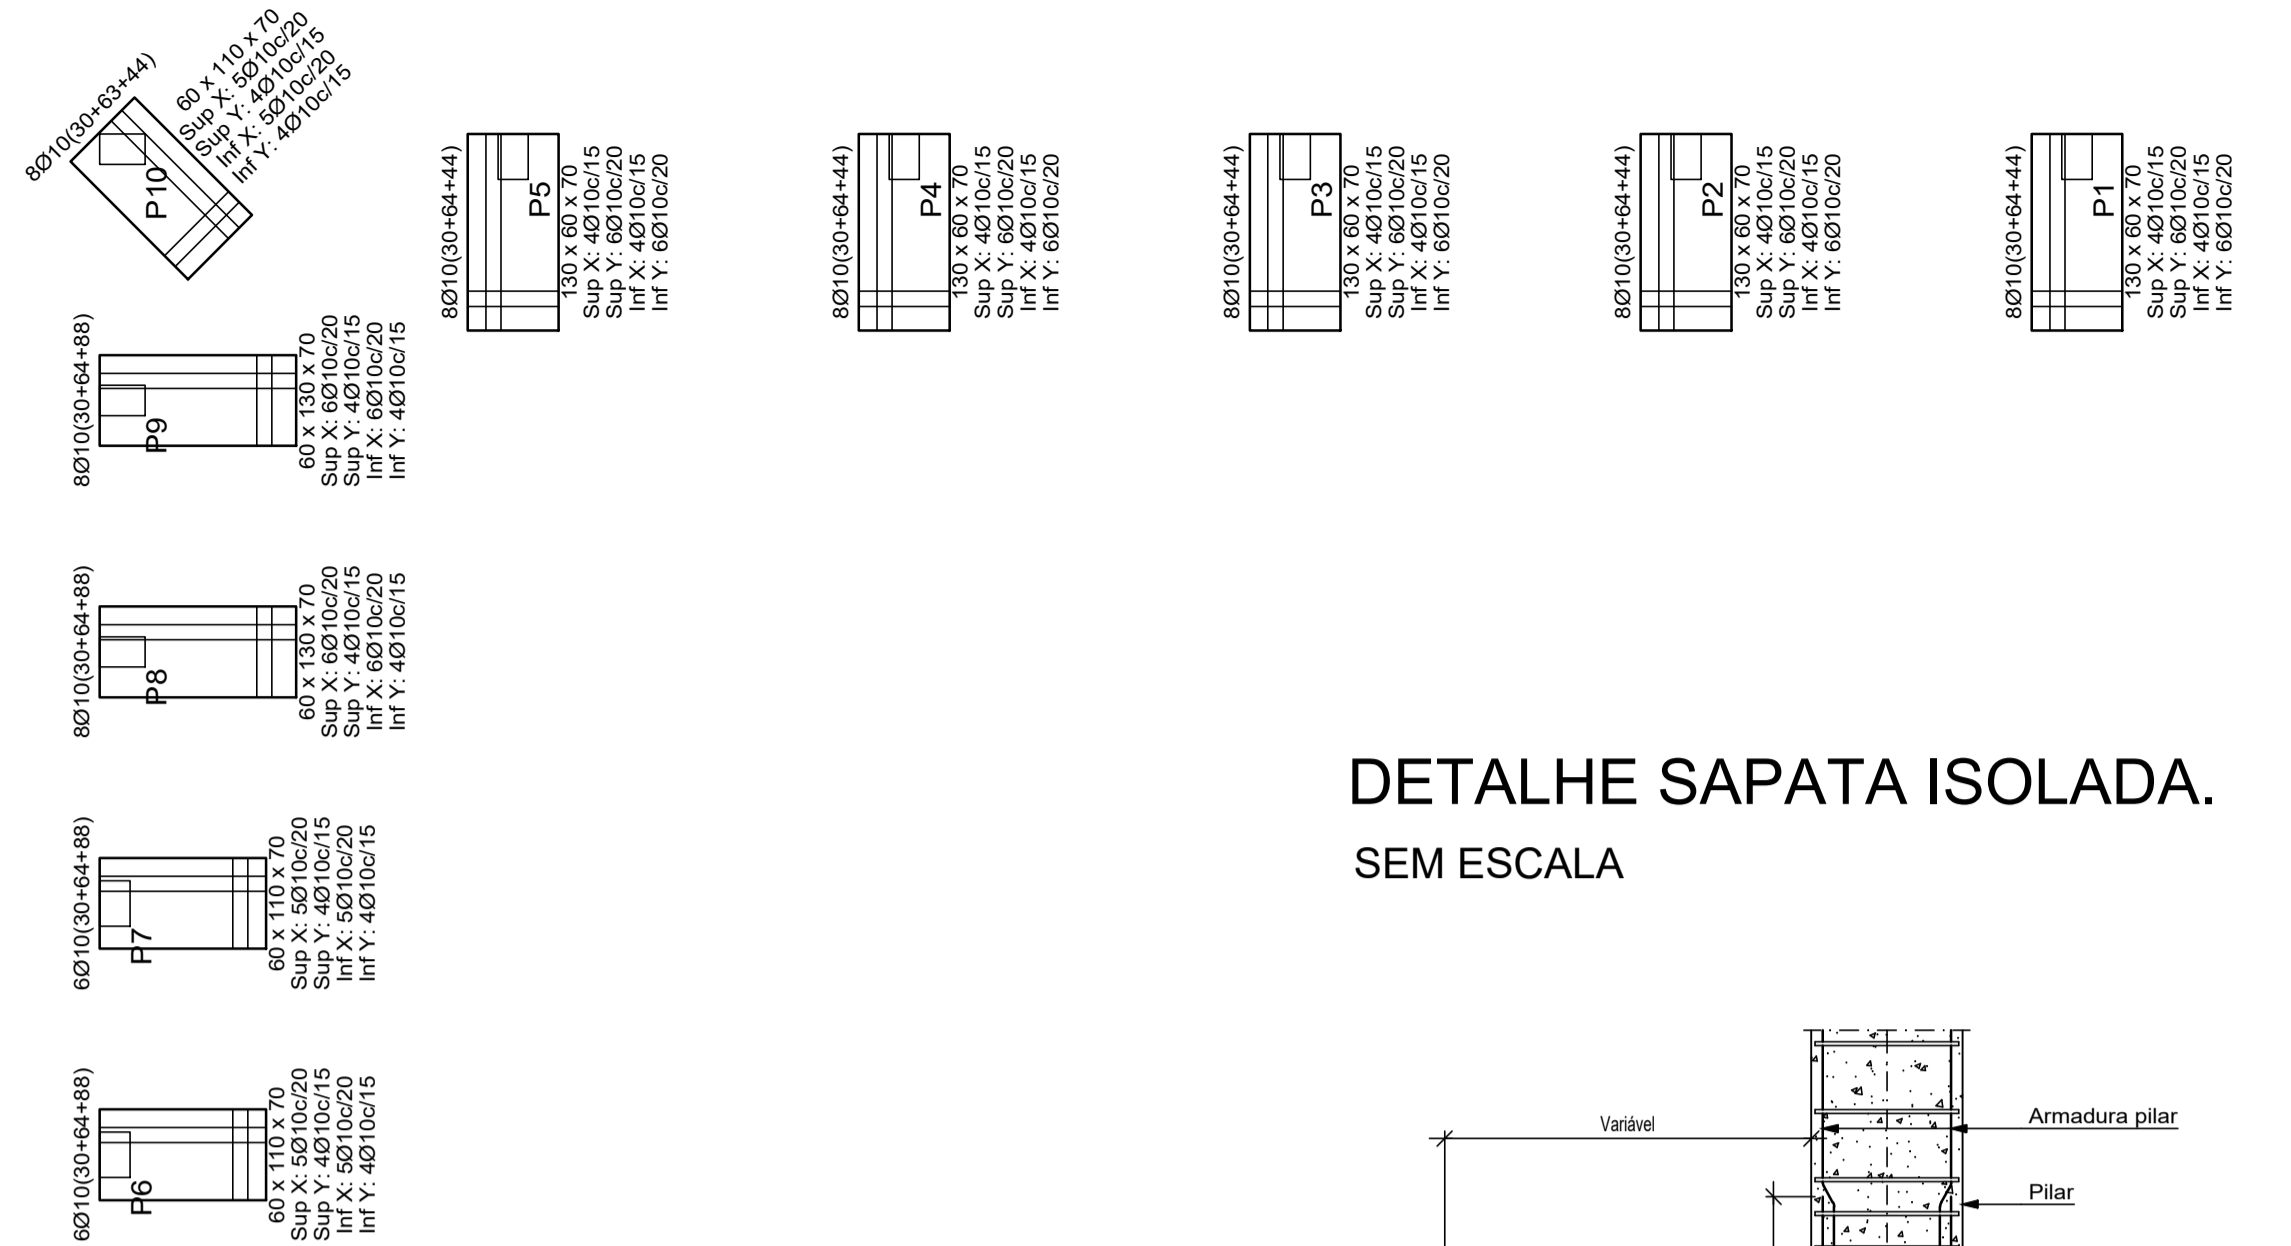 8Ø10(30+63+44)
P10
60 x 110 x 70
Sup X: 5Ø10c/20
Sup Y: 4Ø10c/15
Inf X: 5Ø10c/20
Inf Y: 4Ø10c/15
8Ø10(30+64+44)
P5
130 x 60 x 70
Sup X: 4Ø10c/15
Sup Y: 6Ø10c/20
Inf X: 4Ø10c/15
Inf Y: 6Ø10c/20
8Ø10(30+64+44)
P4
130 x 60 x 70
Sup X: 4Ø10c/15
Sup Y: 6Ø10c/20
Inf X: 4Ø10c/15
Inf Y: 6Ø10c/20
8Ø10(30+64+44)
P3
130 x 60 x 70
Sup X: 4Ø10c/15
Sup Y: 6Ø10c/20
Inf X: 4Ø10c/15
Inf Y: 6Ø10c/20
8Ø10(30+64+44)
P2
130 x 60 x 70
Sup X: 4Ø10c/15
Sup Y: 6Ø10c/20
Inf X: 4Ø10c/15
Inf Y: 6Ø10c/20
8Ø10(30+64+44)
P1
130 x 60 x 70
Sup X: 4Ø10c/15
Sup Y: 6Ø10c/20
Inf X: 4Ø10c/15
Inf Y: 6Ø10c/20
8Ø10(30+64+88)
P9
60 x 130 x 70
Sup X: 6Ø10c/20
Sup Y: 4Ø10c/15
Inf X: 6Ø10c/20
Inf Y: 4Ø10c/15
8Ø10(30+64+88)
P8
60 x 130 x 70
Sup X: 6Ø10c/20
Sup Y: 4Ø10c/15
Inf X: 6Ø10c/20
Inf Y: 4Ø10c/15
6Ø10(30+64+88)
P7
60 x 110 x 70
Sup X: 5Ø10c/20
Sup Y: 4Ø10c/15
Inf X: 5Ø10c/20
Inf Y: 4Ø10c/15
6Ø10(30+64+88)
P6
60 x 110 x 70
Sup X: 5Ø10c/20
Sup Y: 4Ø10c/15
Inf X: 5Ø10c/20
Inf Y: 4Ø10c/15
DETALHE SAPATA ISOLADA.
SEM ESCALA
Variável
Armadura pilar
Pilar